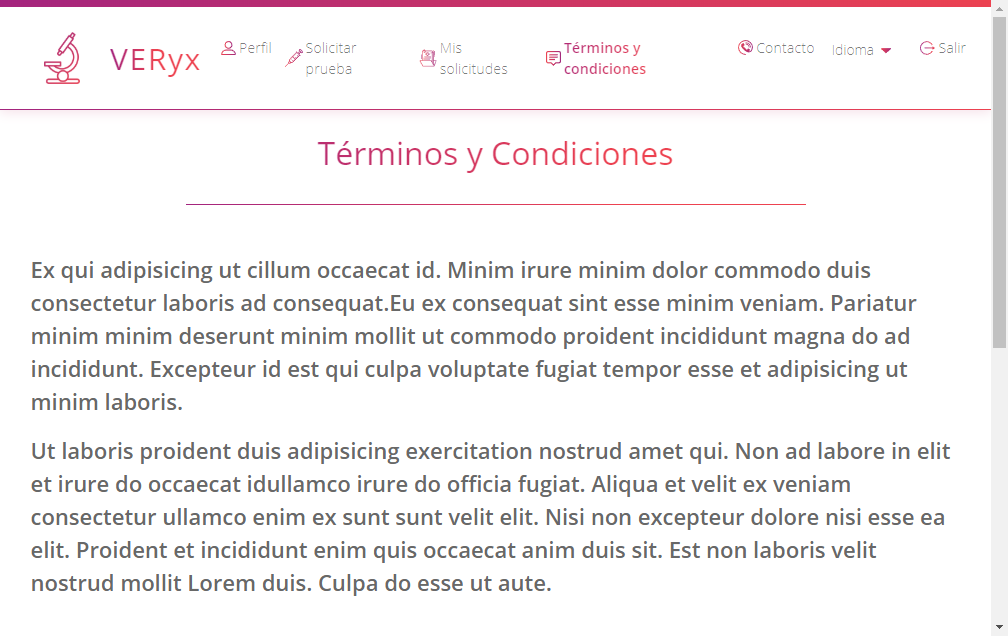 VERyx
Perfil
Solicitar
prueba
Mis
solicitudes
Términos y
condiciones
Contacto
Idioma
Salir
Términos y Condiciones
Ex qui adipisicing ut cillum occaecat id. Minim irure minim dolor commodo duis
consectetur laboris ad consequat.Eu ex consequat sint esse minim veniam. Pariatur
minim minim deserunt minim mollit ut commodo proident incididunt magna do ad
incididunt. Excepteur id est qui culpa voluptate fugiat tempor esse et adipisicing ut
minim laboris.
Ut laboris proident duis adipisicing exercitation nostrud amet qui. Non ad labore in elit
et irure do occaecat idullamco irure do officia fugiat. Aliqua et velit ex veniam
consectetur ullamco enim ex sunt sunt velit elit. Nisi non excepteur dolore nisi esse ea
elit. Proident et incididunt enim quis occaecat anim duis sit. Est non laboris velit
nostrud mollit Lorem duis. Culpa do esse ut aute.